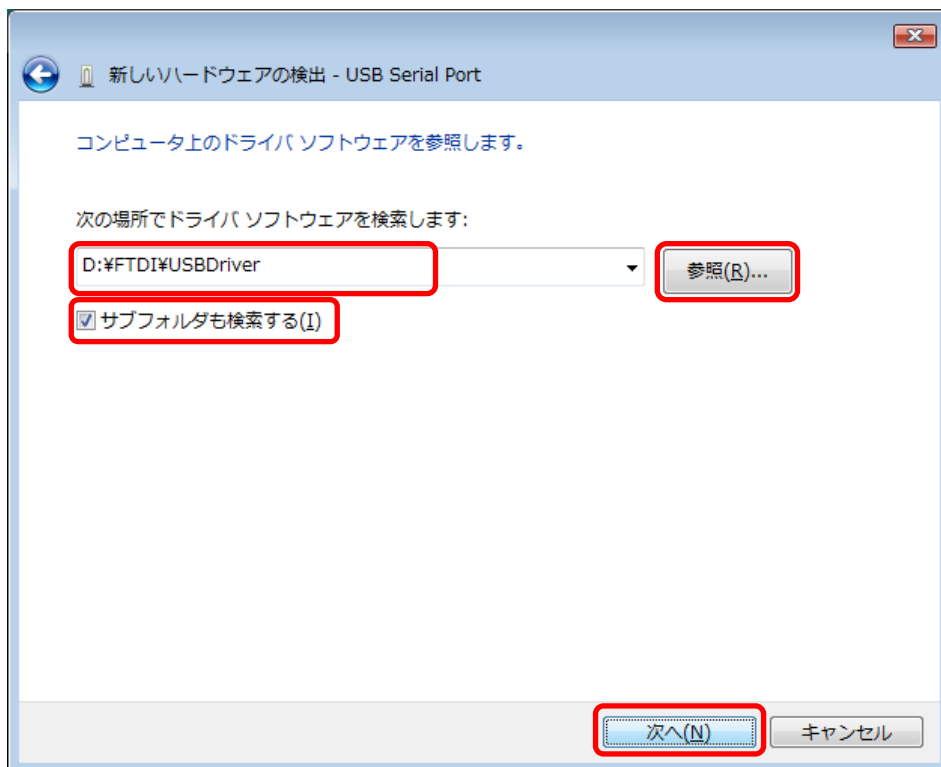 新しいハードウェアの検出 - USB Serial Port
コンピュータ上のドライバ ソフトウェアを参照します。
次の場所でドライバ ソフトウェアを検索します:
D:¥FTDI¥USBDriver
参照(R)...
サブフォルダも検索する(I)
次へ(N)
キャンセル